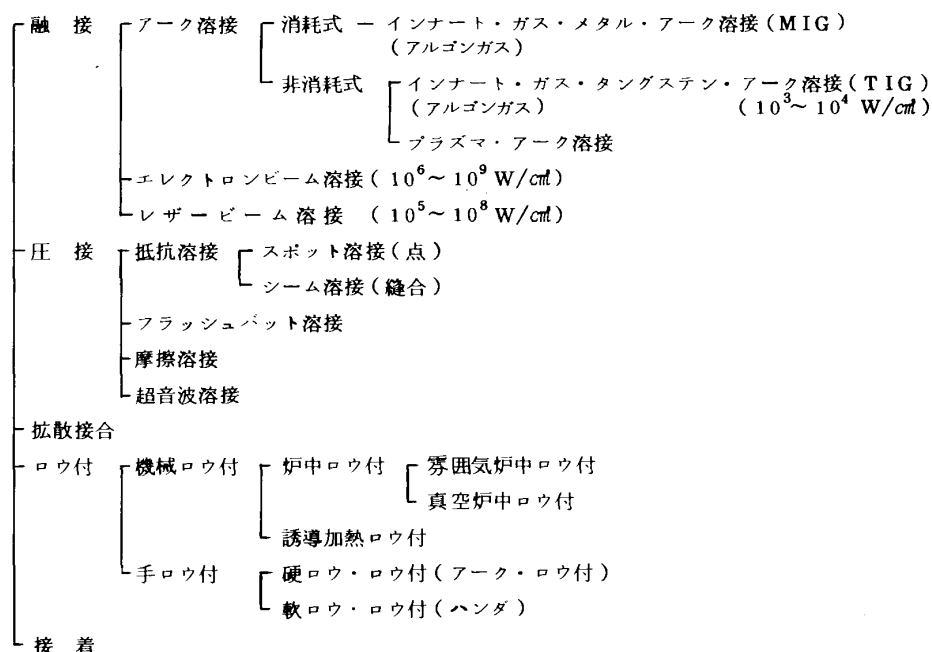 融接 アーク溶接 消耗式 — インナート・ガス・メタル・アーク溶接(MIG)
(アルゴンガス)
非消耗式 インナート・ガス・タングステン・アーク溶接(TIG)
(アルゴンガス) (10³~10⁴ W/c㎡)
プラズマ・アーク溶接
エレクトロンビーム溶接(10⁶~10⁹ W/c㎡)
レザービーム溶接 (10⁵~10⁸ W/c㎡)
圧接 抵抗溶接 スポット溶接(点)
シーム溶接(縫合)
フラッシュバット溶接
摩擦溶接
超音波溶接
拡散接合
ロウ付 機械ロウ付 炉中ロウ付 雰囲気炉中ロウ付
真空炉中ロウ付
誘導加熱ロウ付
手ロウ付 硬ロウ・ロウ付(アーク・ロウ付)
軟ロウ・ロウ付(ハンダ)
接着